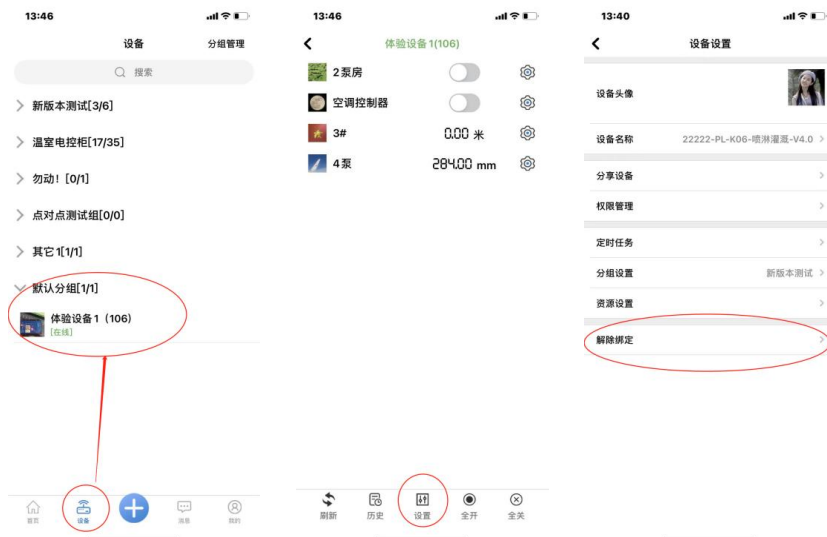 13:46
设备
分组管理
搜索
新版本测试[3/6]
温室电控柜[17/35]
勿动！[0/1]
点对点测试组[0/0]
其它1[1/1]
默认分组[1/1]
体验设备1（106）
[在线]
首页
设备
消息
我的
13:46
体验设备1(106)
2泵房
空调控制器
3#
0.00 米
4泵
284.00 mm
刷新
历史
设置
全开
全关
13:40
设备设置
设备头像
设备名称
22222-PL-K06-喷淋灌溉-V4.0
分享设备
权限管理
定时任务
分组设置
新版本测试
资源设置
解除绑定